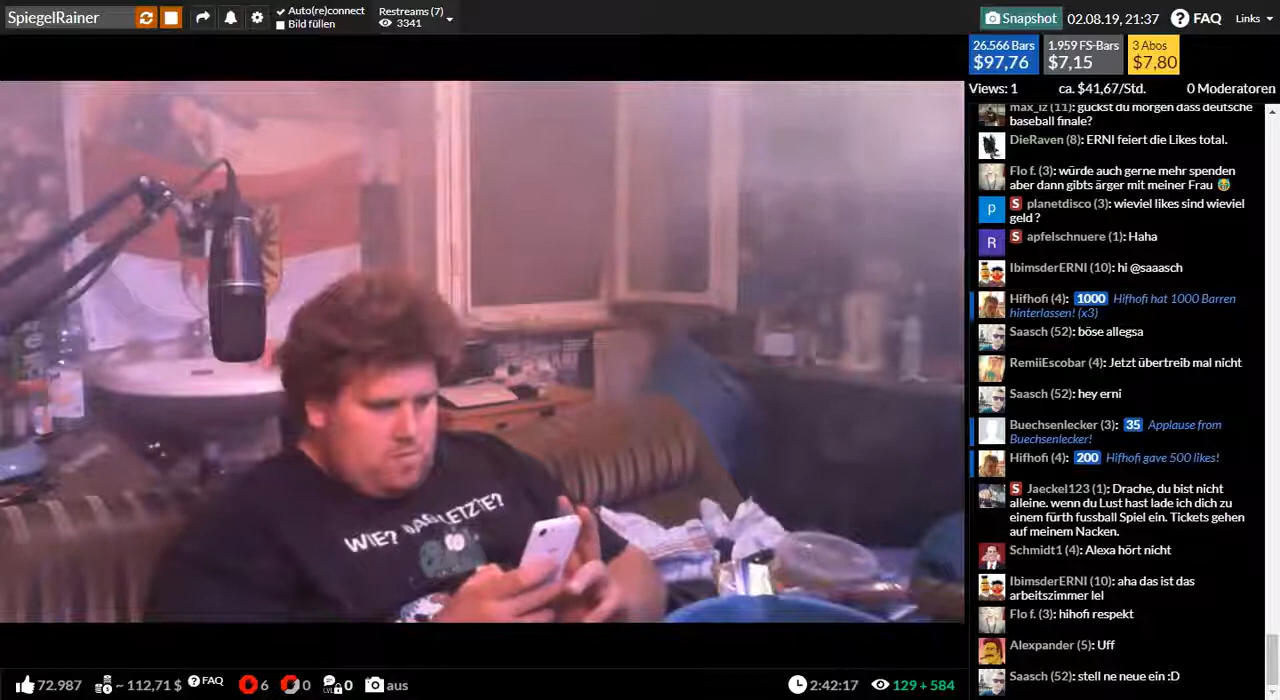 SpiegelRainer
Auto(re)connect
Bild füllen
Restreams (7)
3341
Snapshot
02.08.19, 21:37
? FAQ
Links
26.566 Bars
$97,76
1.959 FS-Bars
$7,15
3 Abos
$7,80
Views: 1
ca. $41,67/Std.
0 Moderatoren
max_lz (11): guckst du morgen dass deutsche
baseball finale?
DieRaven (8): ERNI feiert die Likes total.
Flo f. (3): würde auch gerne mehr spenden
aber dann gibts ärger mit meiner Frau 😭
p
S planetdisco (3): wieviel likes sind wieviel
geld ?
R
S apfelschnuere (1): Haha
IbimsderERNI (10): hi @saaasch
Hifhofi (4): 1000 Hifhofi hat 1000 Barren
hinterlassen! (x3)
Saasch (52): böse allegsa
RemiiEscobar (4): Jetzt übertreib mal nicht
Saasch (52): hey erni
Buechsenlecker (3): 35 Applause from
Buechsenlecker!
Hifhofi (4): 200 Hifhofi gave 500 likes!
S Jaeckel123 (1): Drache, du bist nicht
alleine. wenn du Lust hast lade ich dich zu
einem fürth fussball Spiel ein. Tickets gehen
auf meinem Nacken.
Schmidt1 (4): Alexa hört nicht
IbimsderERNI (10): aha das ist das
arbeitszimmer lel
Flo f. (3): hihofi respekt
Alexpander (5): Uff
Saasch (52): stell ne neue ein :D
WIE? DAS LETZTE?
72.987
~ 112,71 $
? FAQ
6
0
LVL
0
aus
2:42:17
129 + 584